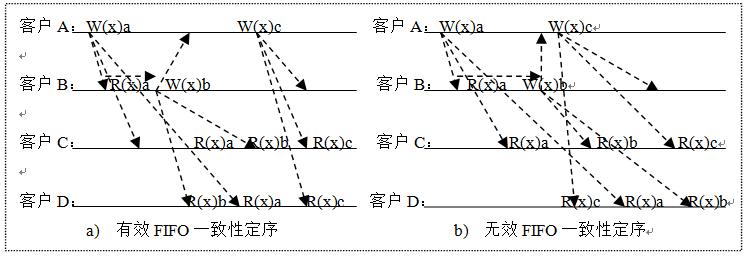 客户 A： W(x)a W(x)c 客户 A： W(x)a W(x)c
客户 B： R(x)a W(x)b 客户 B： R(x)a W(x)b
客户 C： R(x)a R(x)b R(x)c 客户 C： R(x)a R(x)b R(x)c
客户 D： R(x)b R(x)a R(x)c 客户 D： R(x)c R(x)a R(x)b
a) 有效 FIFO 一致性定序 b) 无效 FIFO 一致性定序